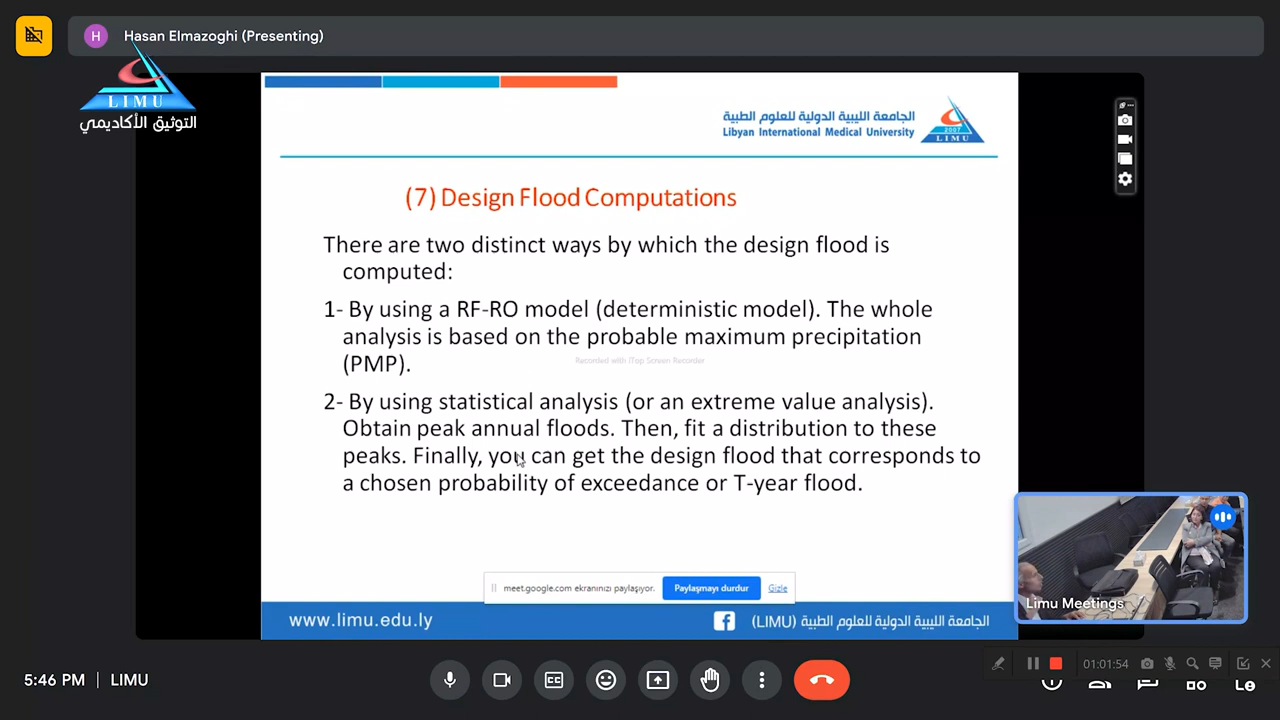 H Hasan Elmazoghi (Presenting)
LIMU
التوثيق الأكاديمي
الجامعة الليبية الدولية للعلوم الطبية
Libyan International Medical University
2007
LIMU
(7) Design Flood Computations
There are two distinct ways by which the design flood is
computed:
1- By using a RF-RO model (deterministic model). The whole
analysis is based on the probable maximum precipitation
(PMP).
Recorded with iTop Screen Recorder
2- By using statistical analysis (or an extreme value analysis).
Obtain peak annual floods. Then, fit a distribution to these
peaks. Finally, you can get the design flood that corresponds to
a chosen probability of exceedance or T-year flood.
meet.google.com ekranınızı paylaşıyor. Paylaşmayı durdur Gizle
www.limu.edu.ly
الجامعة الليبية الدولية للعلوم الطبية (LIMU)
Limu Meetings
01:01:54
5:46 PM | LIMU